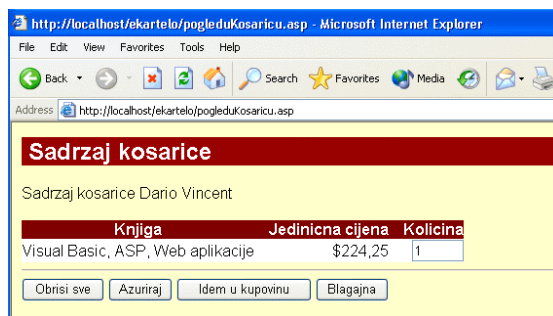 http://localhost/ekartelo/pogleduKosaricu.asp - Microsoft Internet Explorer
File Edit View Favorites Tools Help
Back Search Favorites Media
Address http://localhost/ekartelo/pogleduKosaricu.asp
Sadrzaj kosarice
Sadrzaj kosarice Dario Vincent
Knjiga Jedinicna cijena Kolicina
Visual Basic, ASP, Web aplikacije $224,25 1
Obrisi sve Azuriraj Idem u kupovinu Blagajna